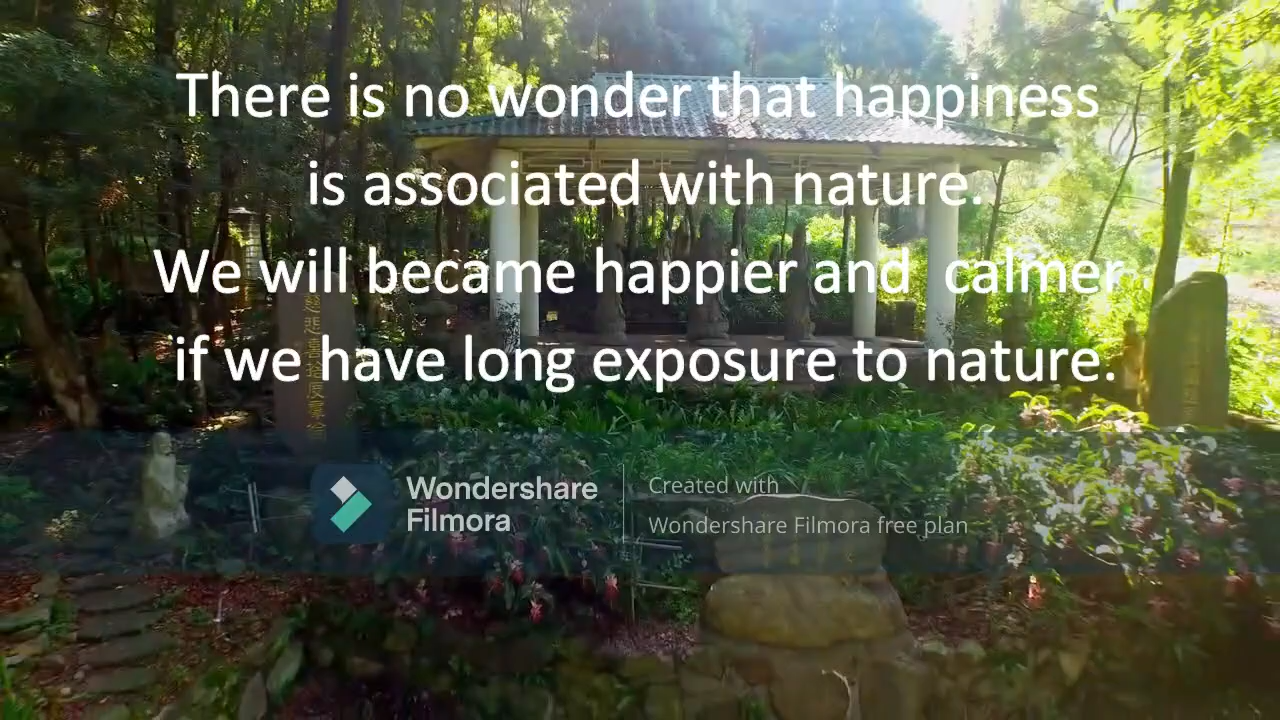 There is no wonder that happiness
is associated with nature.
We will became happier and  calmer
if we have long exposure to nature.
Wondershare
Filmora
Created with
Wondershare Filmora free plan